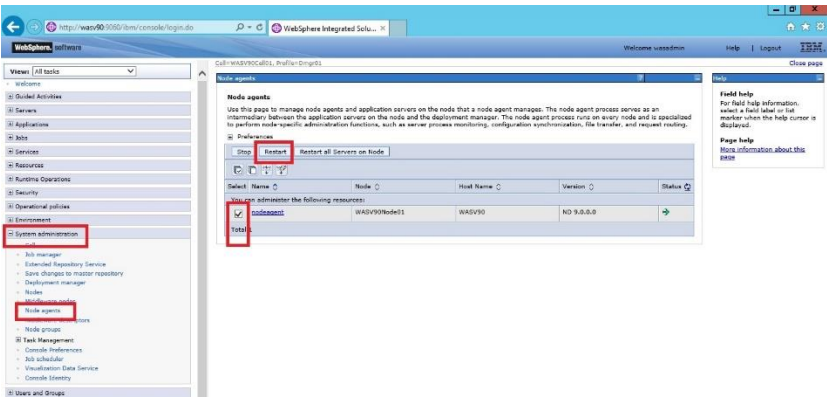 http://wasv90:9060/ibm/console/login.do
WebSphere Integrated Solu...
WebSphere. software
Welcome wasadmin
Help | Logout
IBM.
View: All tasks
Cell=WASV90Cell01, Profile=Dmgr01
Close page
Welcome
Guided Activities
Servers
Applications
Jobs
Services
Resources
Runtime Operations
Security
Operational policies
Environment
System administration
Cell
Job manager
Extended Repository Service
Save changes to master repository
Deployment manager
Nodes
Middleware nodes
Node agents
Node groups
Task Management
Console Preferences
Job scheduler
Visualization Data Service
Console Identity
Users and Groups
Node agents
?
Node agents
Use this page to manage node agents and application servers on the node that a node agent manages. The node agent process serves as an
intermediary between the application servers on the node and the deployment manager. The node agent process runs on every node and is specialized
to perform node-specific administration functions, such as server process monitoring, configuration synchronization, file transfer, and request routing.
Preferences
Stop Restart Restart all Servers on Node
Select Name Node Host Name Version Status
You can administer the following resources:
nodeagent WASV90Node01 WASV90 ND 9.0.0.0
Total 1
Help
Field help
For field help information,
select a field label or list
marker when the help cursor is
displayed.
Page help
More information about this
page